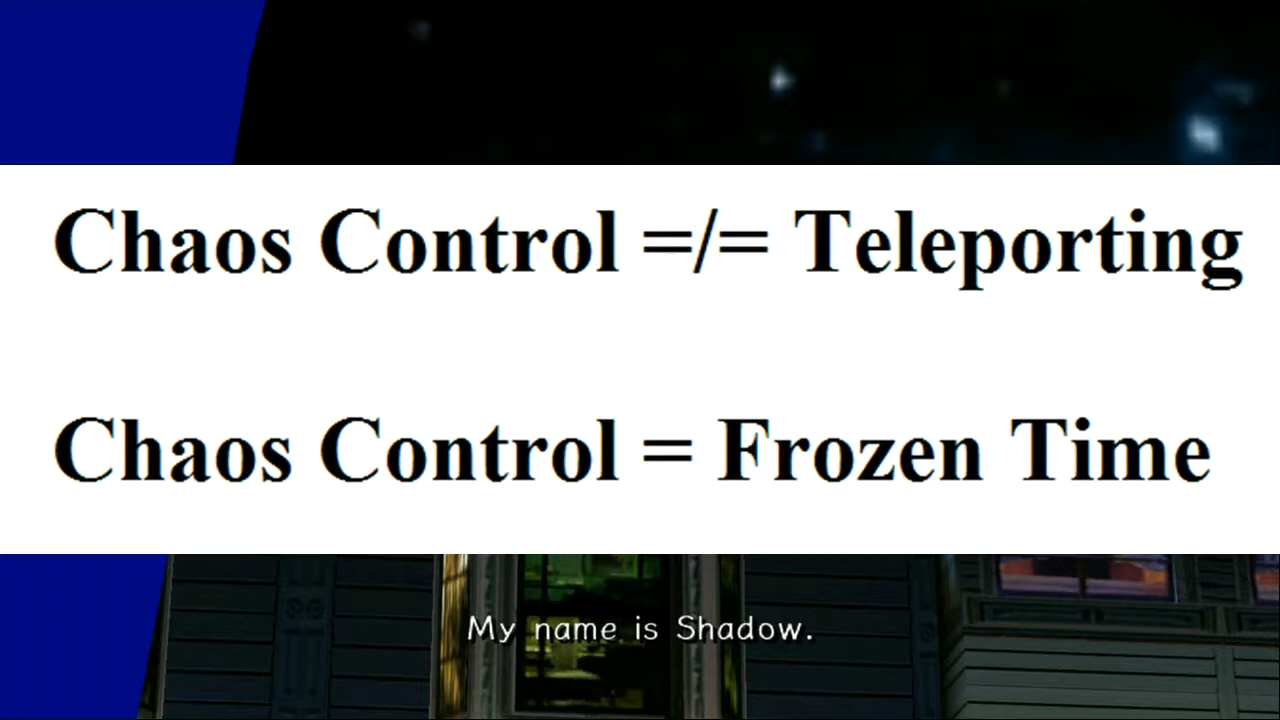 Chaos Control =/= Teleporting
Chaos Control = Frozen Time
My name is Shadow.